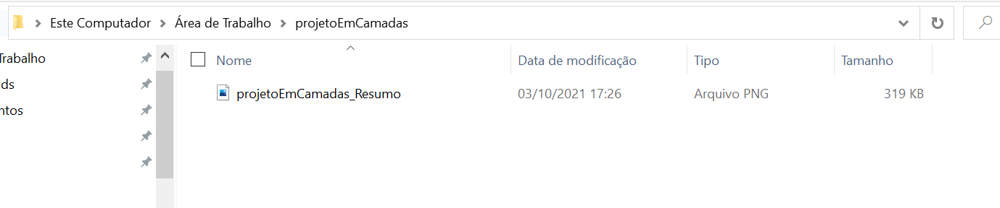 Este Computador > Área de Trabalho > projetoEmCamadas
Trabalho
ds
ntos
Nome Data de modificação Tipo Tamanho
projetoEmCamadas_Resumo 03/10/2021 17:26 Arquivo PNG 319 KB